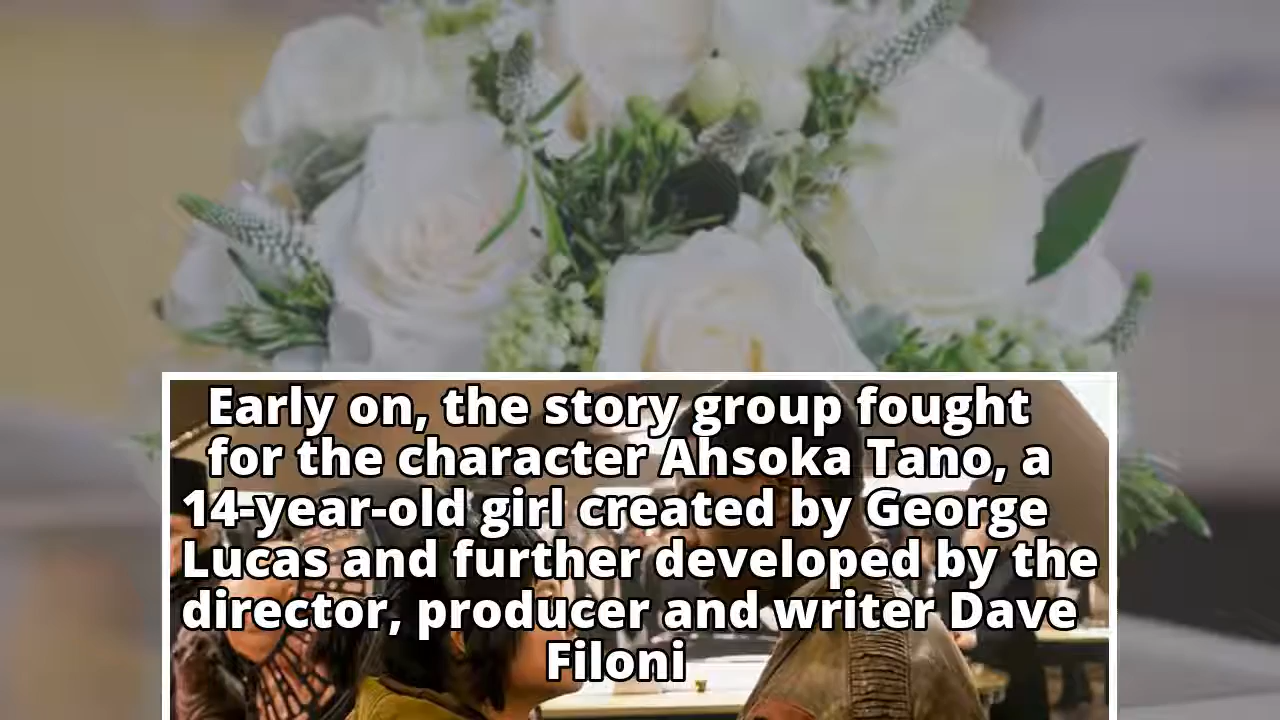 Early on, the story group fought
for the character Ahsoka Tano, a
14-year-old girl created by George
Lucas and further developed by the
director, producer and writer Dave
Filoni